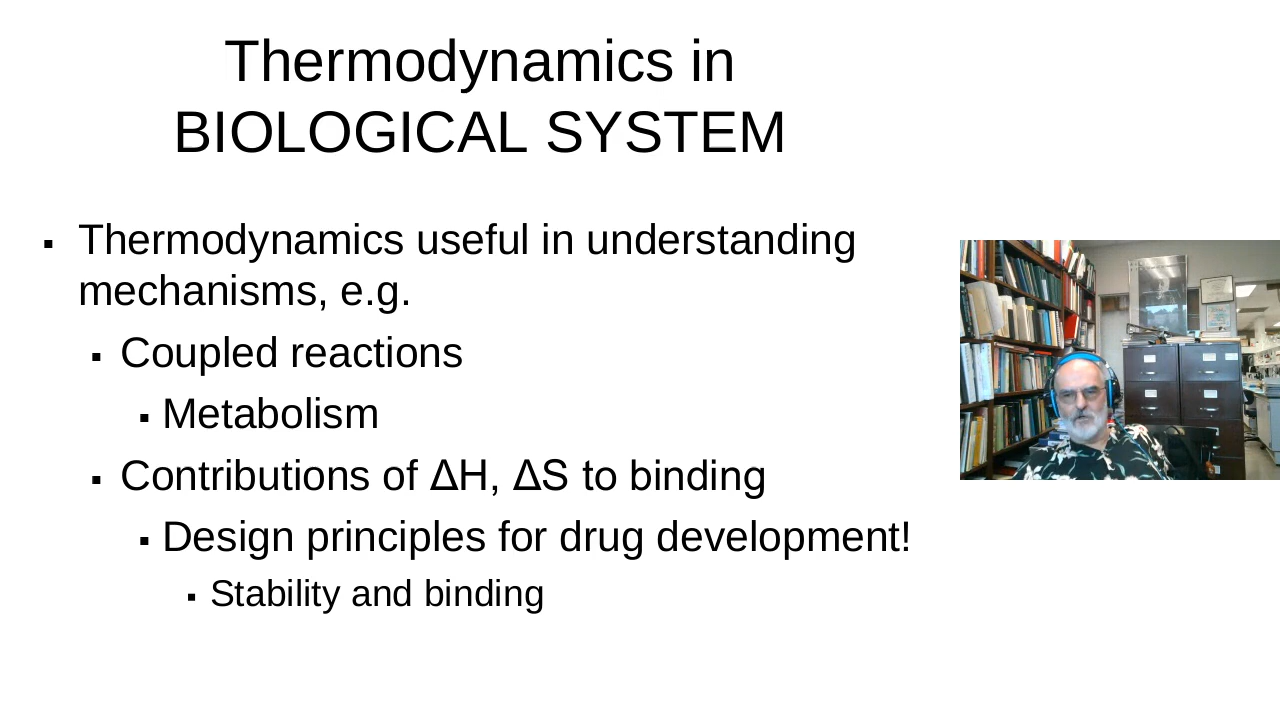 Thermodynamics in
BIOLOGICAL SYSTEM
▪ Thermodynamics useful in understanding
mechanisms, e.g.
▪ Coupled reactions
▪ Metabolism
▪ Contributions of ΔH, ΔS to binding
▪ Design principles for drug development!
▪ Stability and binding